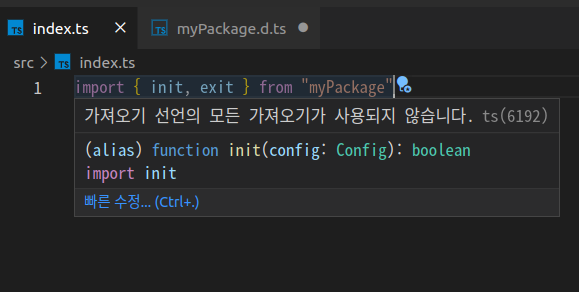 TS index.ts × TS myPackage.d.ts ●
src > TS index.ts
1 import { init, exit } from "myPackage"
가져오기 선언의 모든 가져오기가 사용되지 않습니다. ts(6192)
(alias) function init(config: Config): boolean
import init
빠른 수정... (Ctrl+.)